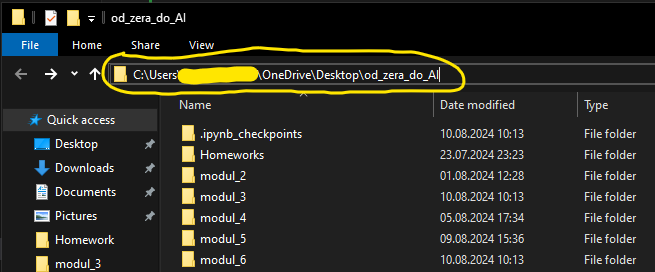 od_zera_do_AI
File Home Share View
C:\Users\ \OneDrive\Desktop\od_zera_do_AI
Name Date modified Type
Quick access
Desktop
Downloads
Documents
Pictures
Homework
modul_3
.ipynb_checkpoints 10.08.2024 10:13 File folder
Homeworks 23.07.2024 23:23 File folder
modul_2 01.08.2024 12:28 File folder
modul_3 10.08.2024 10:13 File folder
modul_4 05.08.2024 17:34 File folder
modul_5 09.08.2024 15:36 File folder
modul_6 10.08.2024 10:13 File folder